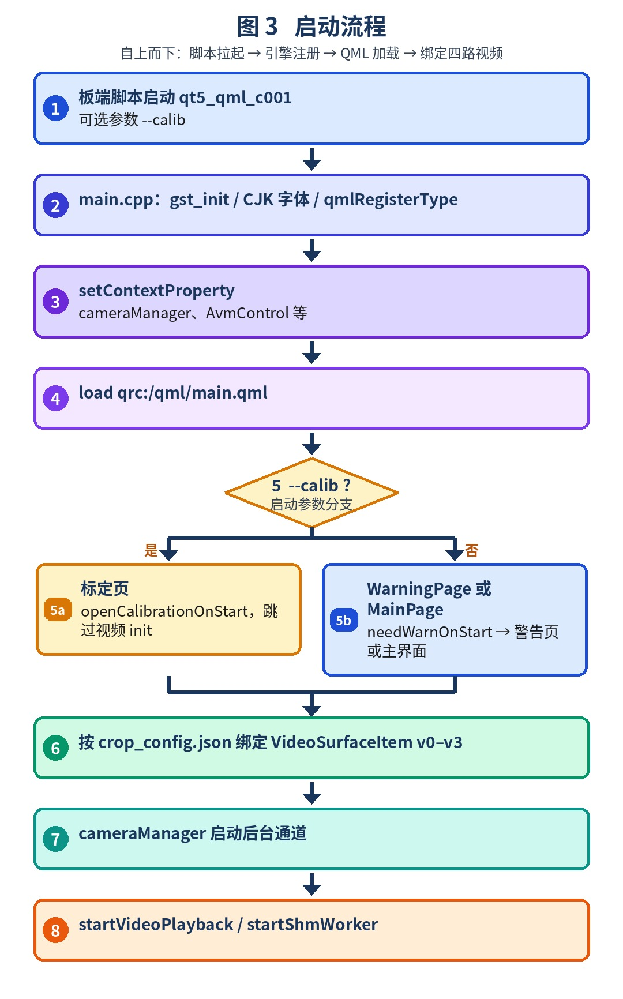 图 3 启动流程
自上而下：脚本拉起 → 引擎注册 → QML 加载 → 绑定四路视频
1
板端脚本启动 qt5_qml_c001
可选参数 --calib
2
main.cpp：gst_init / CJK 字体 / qmlRegisterType
3
setContextProperty
cameraManager、AvmControl 等
4
load qrc:/qml/main.qml
5 --calib ?
启动参数分支
是
否
5a
标定页
openCalibrationOnStart，跳
过视频 init
5b
WarningPage 或
MainPage
needWarnOnStart → 警告页
或主界面
6
按 crop_config.json 绑定 VideoSurfaceItem v0–v3
7
cameraManager 启动后台通道
8
startVideoPlayback / startShmWorker